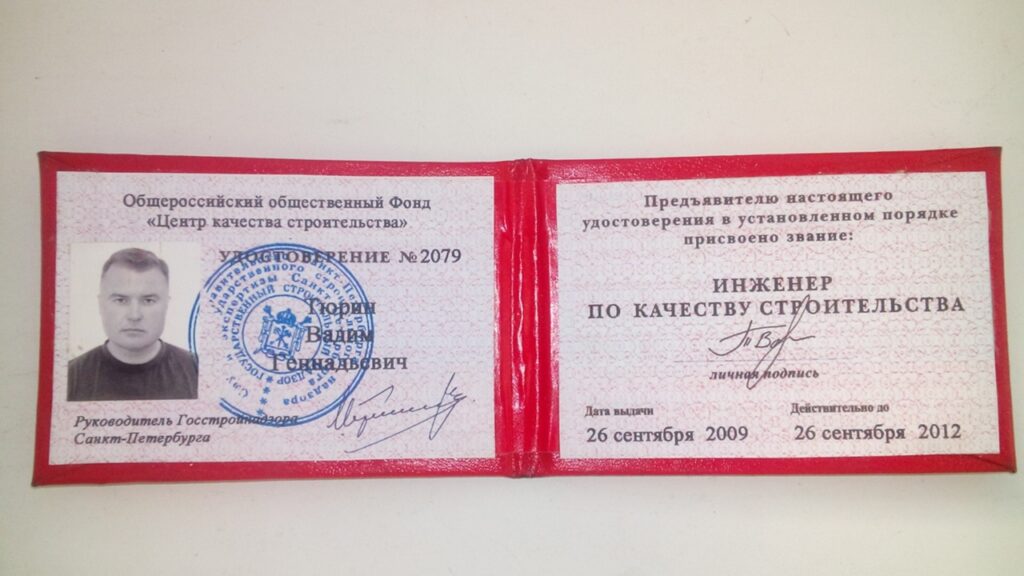 Общероссийский общественный Фонд
«Центр качества строительства»
УДОСТОВЕРЕНИЕ №2079
Тюрин
Вадим
Геннадьевич
Руководитель Госстройнадзора
Санкт-Петербурга
Предъявителю настоящего
удостоверения в установленном порядке
присвоено звание:
ИНЖЕНЕР
ПО КАЧЕСТВУ СТРОИТЕЛЬСТВА
личная подпись
Дата выдачи
Действительно до
26 сентября 2009
26 сентября 2012